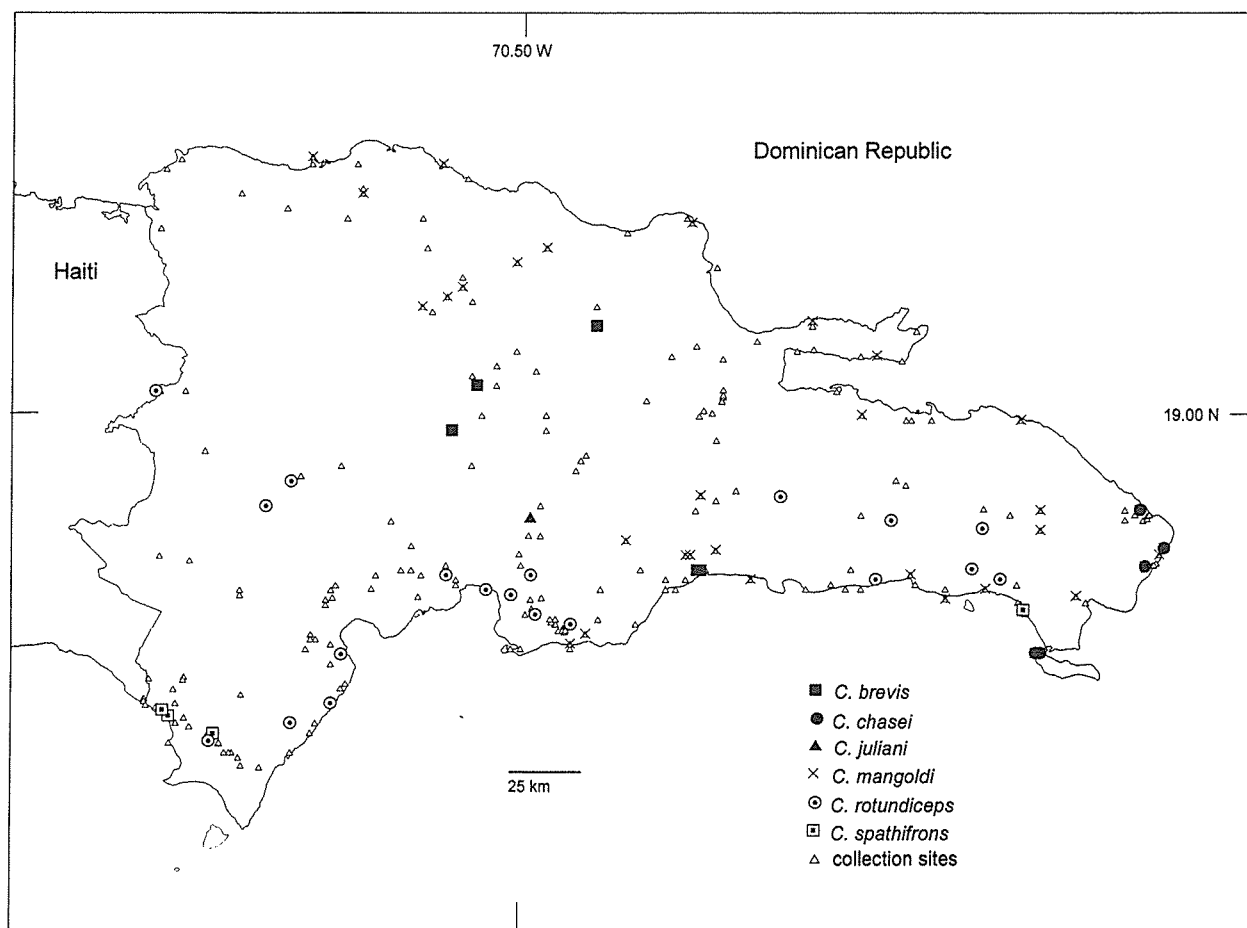 70.50 W
Dominican Republic
Haiti
19.00 N
C. brevis
C. chasei
C. juliani
C. mangoldi
C. rotundiceps
C. spathifrons
collection sites
25 km